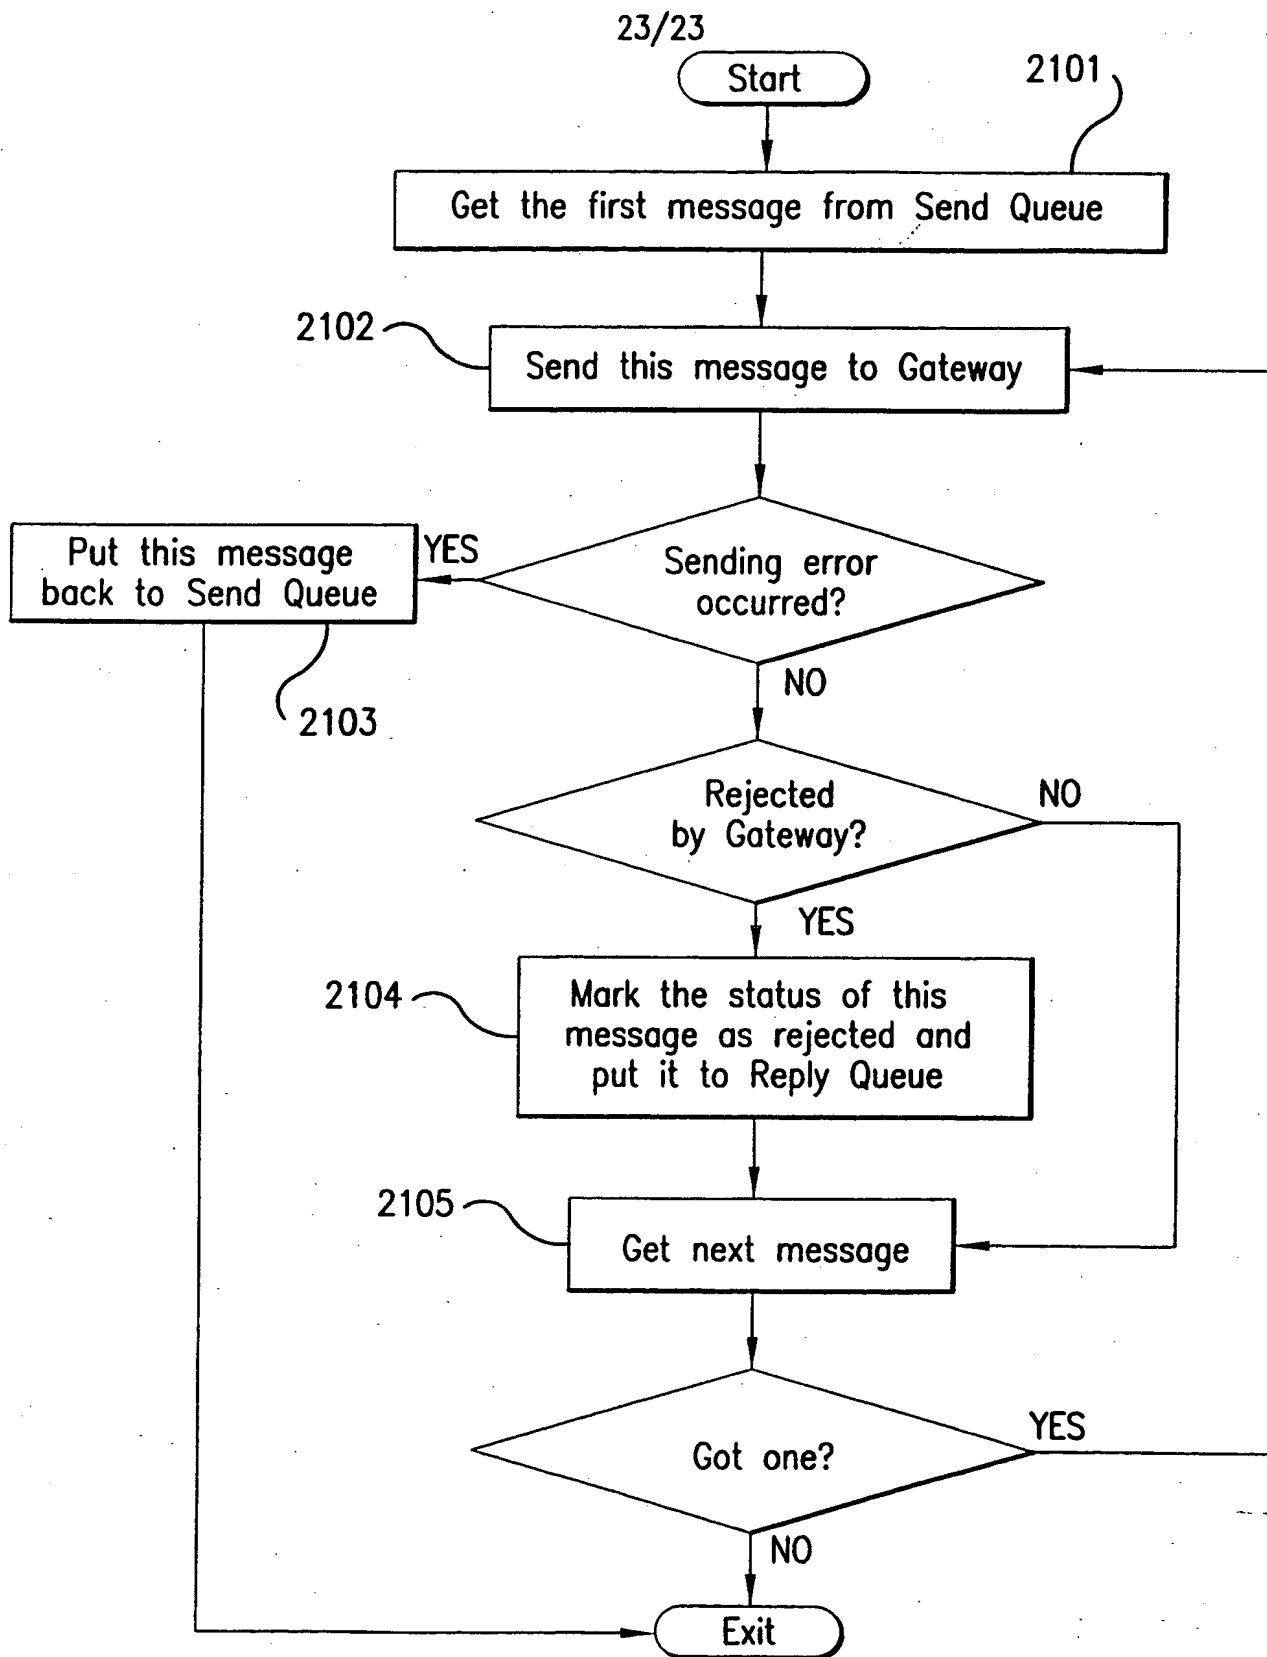 23/23
Start
2101
Get the first message from Send Queue
2102
Send this message to Gateway
Put this message
back to Send Queue
YES
Sending error
occurred?
2103
NO
Rejected
by Gateway?
NO
YES
2104
Mark the status of this
message as rejected and
put it to Reply Queue
2105
Get next message
Got one?
YES
NO
Exit